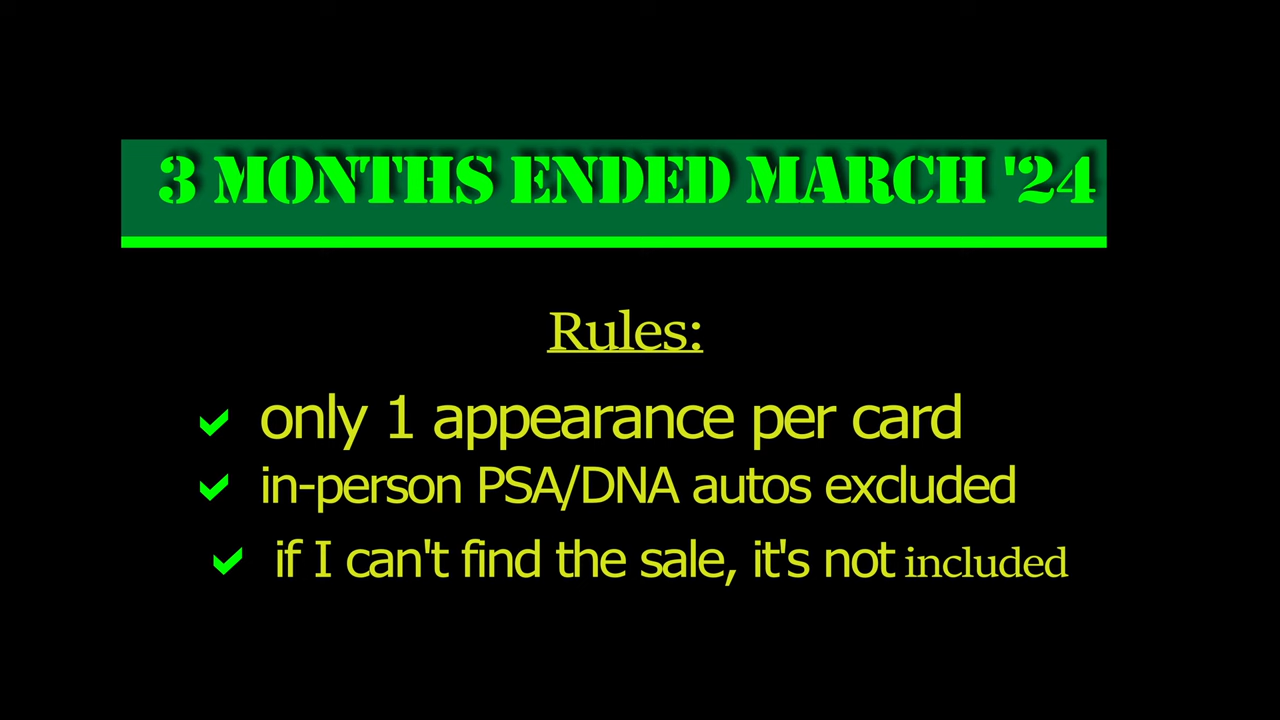 3 MONTHS ENDED MARCH '24
Rules:
only 1 appearance per card
in-person PSA/DNA autos excluded
if I can't find the sale, it's not included